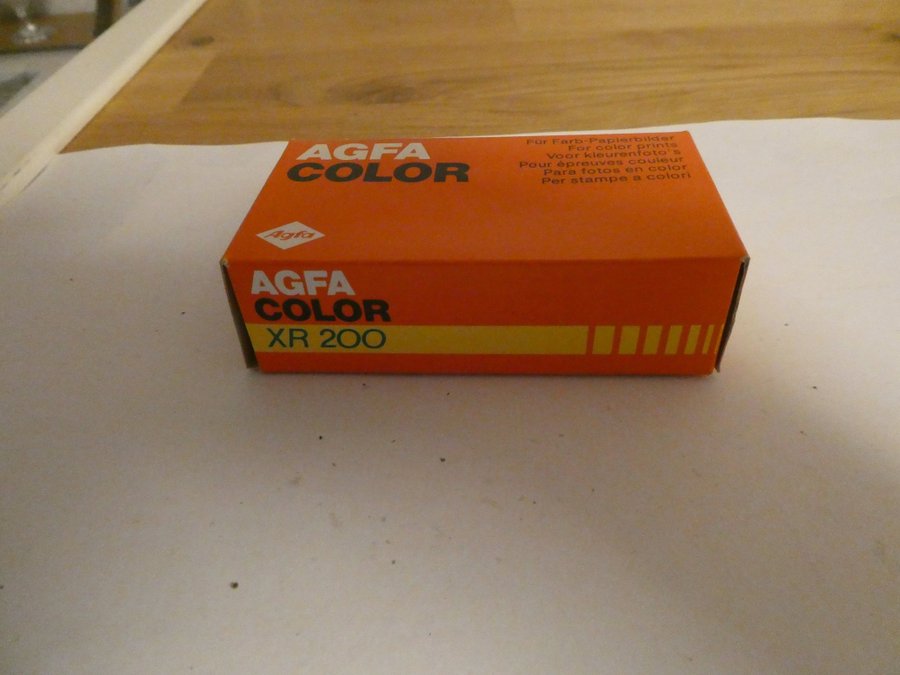 AGFA
COLOR
Für Farb-Papierbilder
For color prints
Voor kleurenfoto's
Pour épreuves couleur
Para fotos en color
Per stampe a colori
Agfa
AGFA
COLOR
XR 200